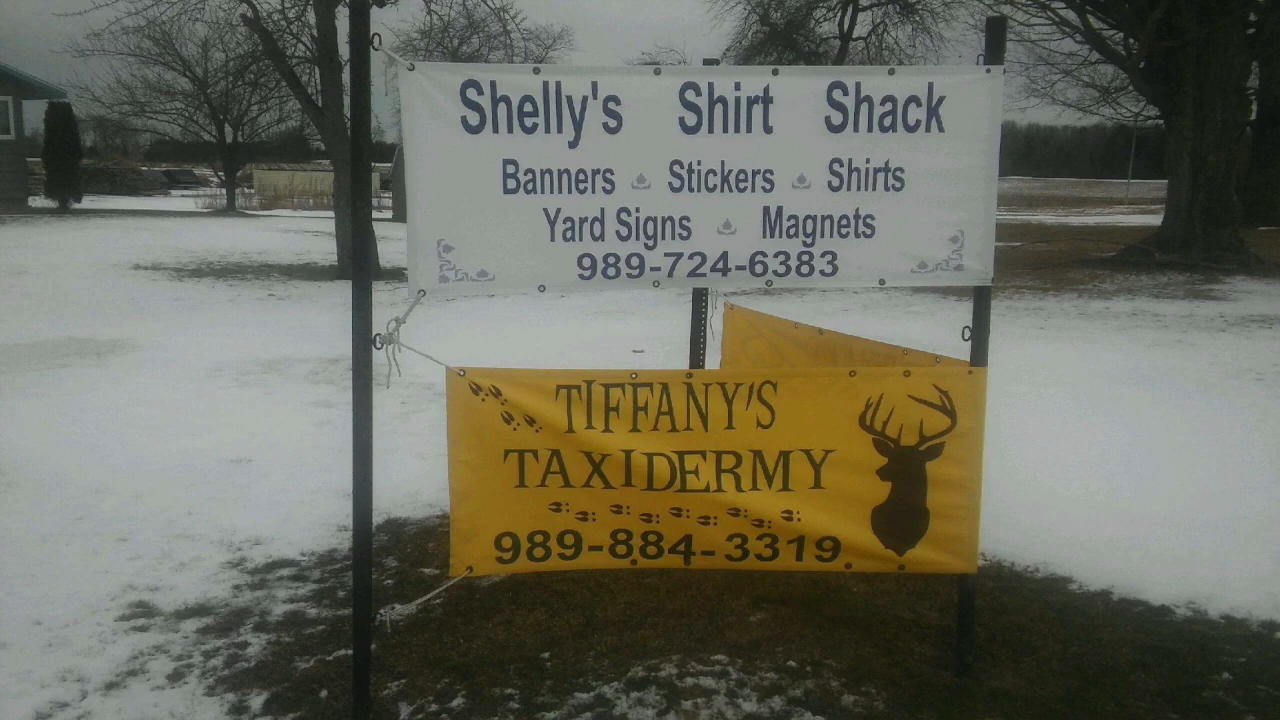 Shelly's Shirt Shack
Banners Stickers Shirts
Yard Signs Magnets
989-724-6383
TIFFANY'S
TAXIDERMY
989-884-3319